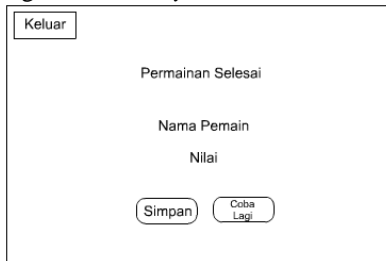 Keluar
Permainan Selesai
Nama Pemain
Nilai
Simpan
Coba
Lagi